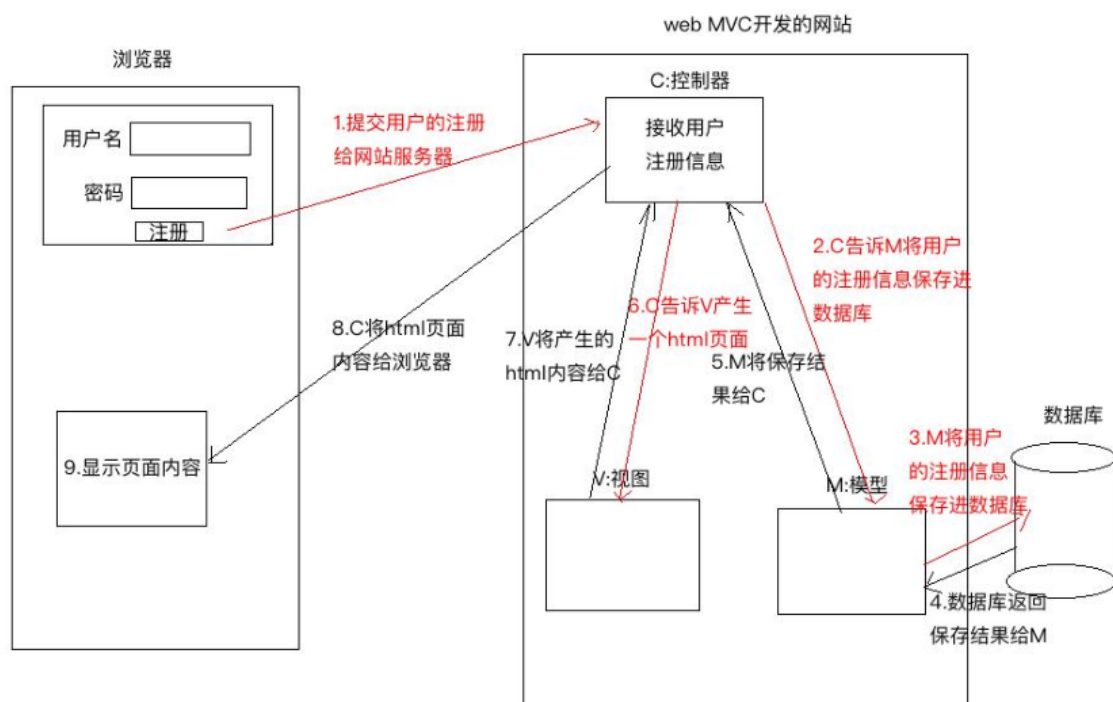 web MVC开发的网站
浏览器
C:控制器
用户名
密码
注册
1.提交用户的注册
给网站服务器
接收用户
注册信息
2.C告诉M将用户
的注册信息保存进
数据库
6.C告诉V产生
一个html页面
7.V将产生的
html内容给C
8.C将html页面
内容给浏览器
5.M将保存结
果给C
数据库
3.M将用户
的注册信息
保存进数据库
9.显示页面内容
V:视图
M:模型
4.数据库返回
保存结果给M